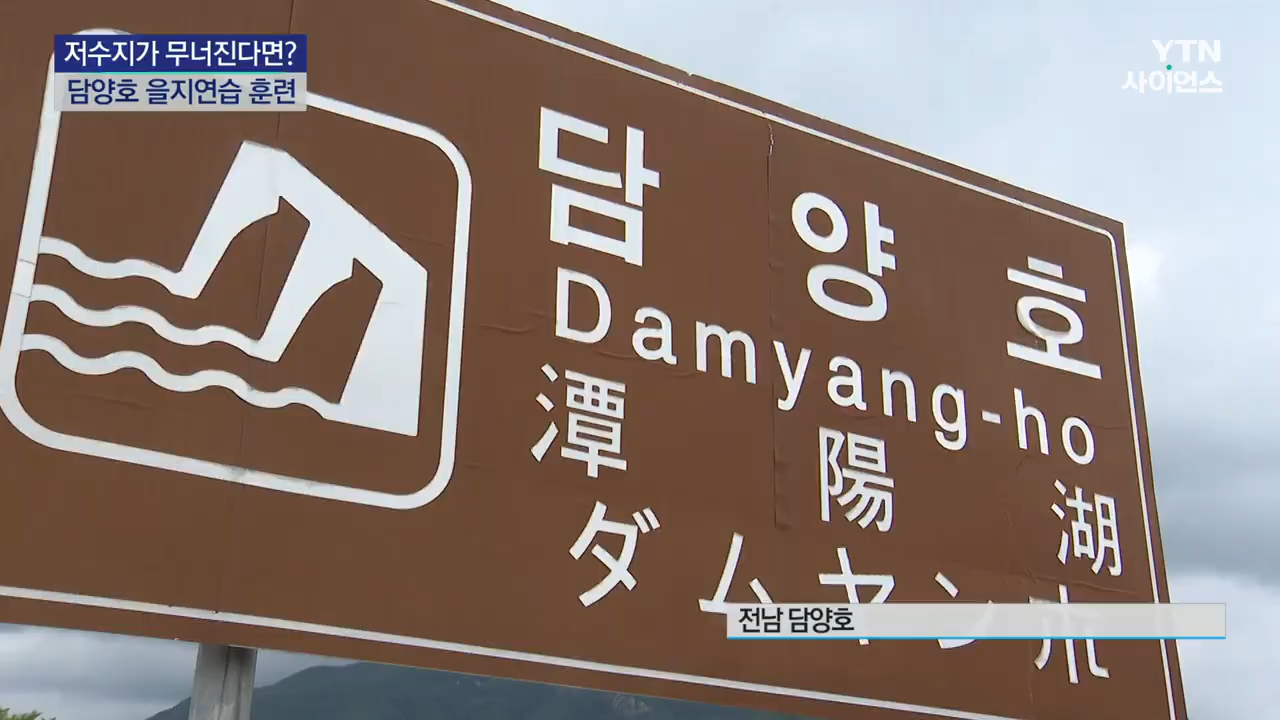 저수지가 무너진다면?
담양호 을지연습 훈련
YTN
사이언스
담양호
Damyang-ho
潭陽湖
ダムヤンホ
전남 담양호